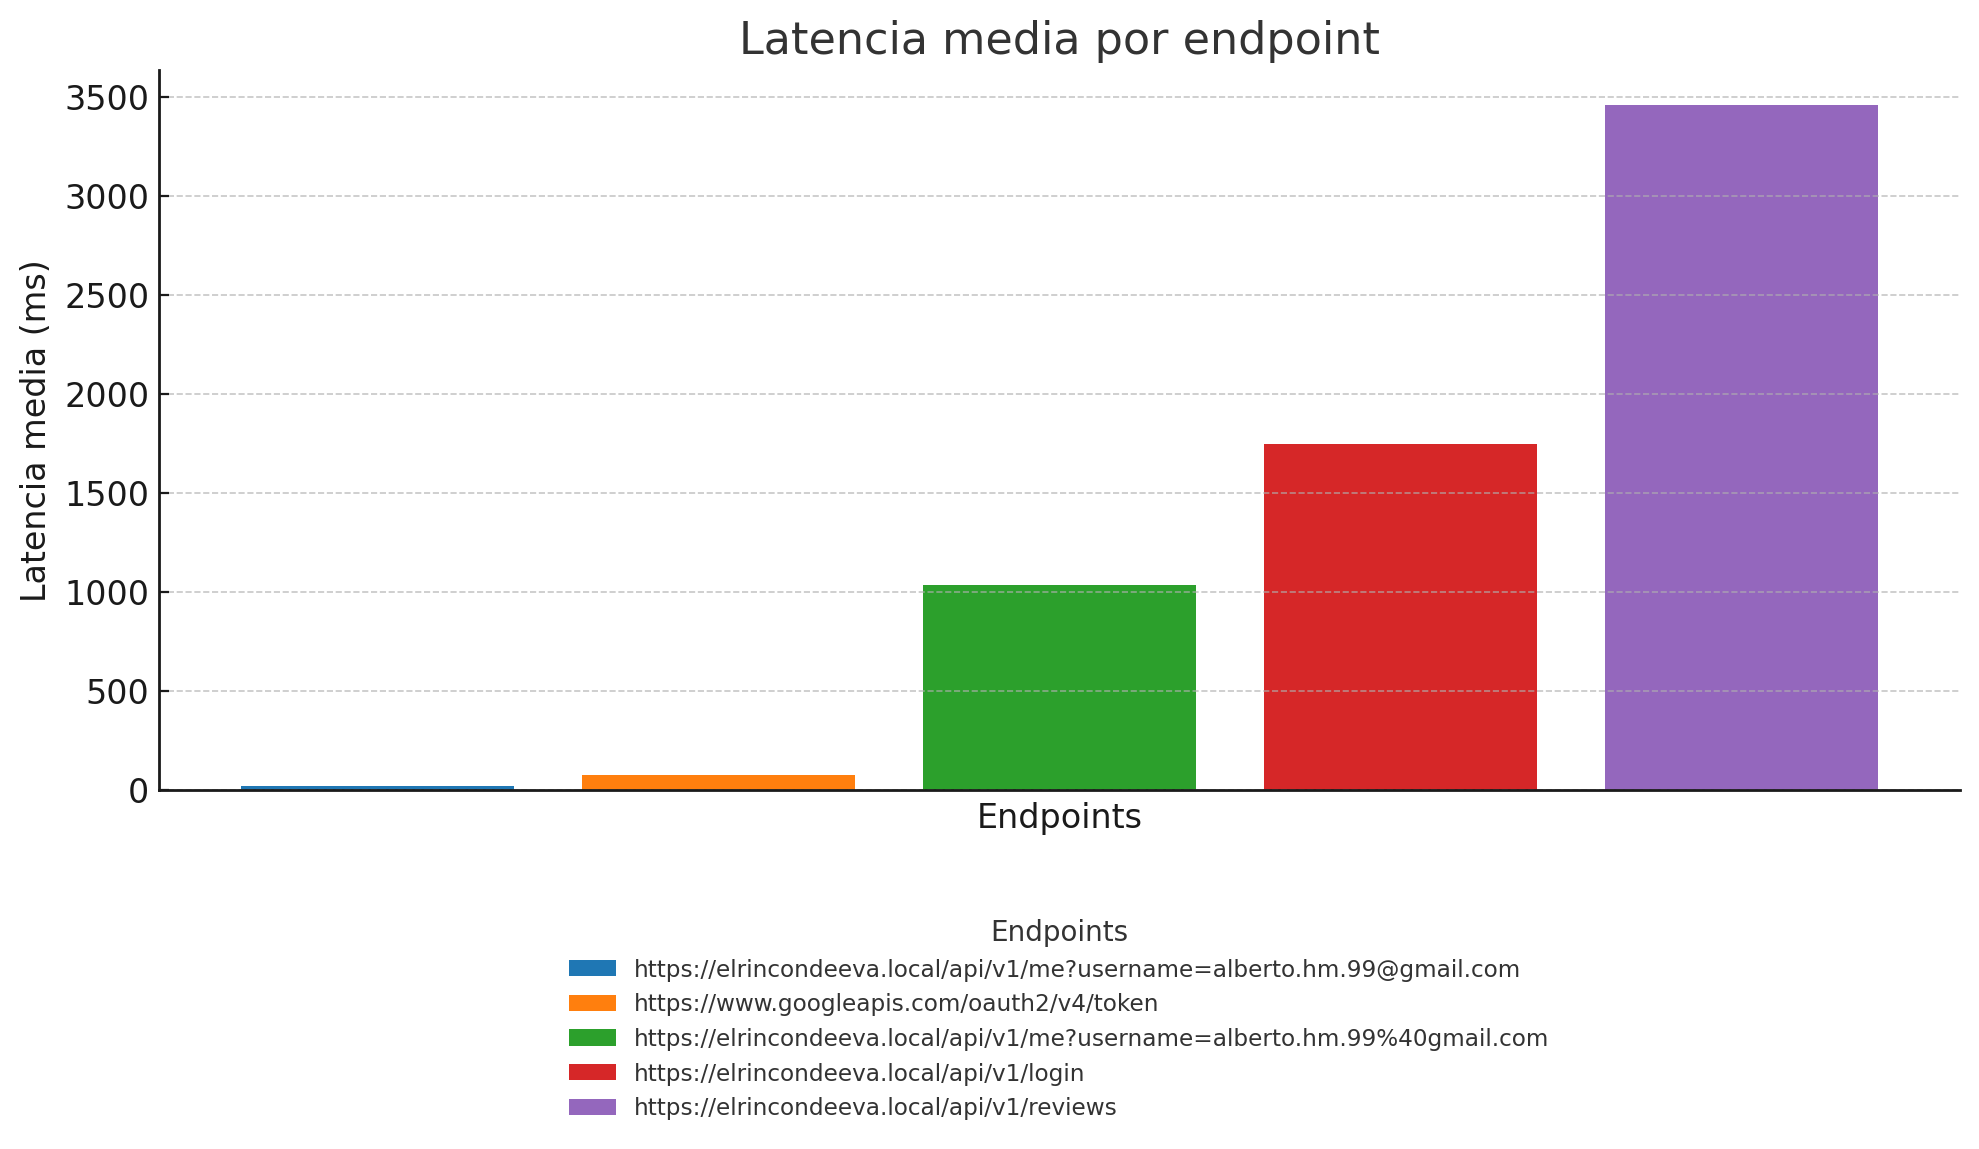 Latencia media por endpoint
Latencia media (ms)
3500
3000
2500
2000
1500
1000
500
0
Endpoints
Endpoints
https://elrincondeeva.local/api/v1/me?username=alberto.hm.99@gmail.com
https://www.googleapis.com/oauth2/v4/token
https://elrincondeeva.local/api/v1/me?username=alberto.hm.99%40gmail.com
https://elrincondeeva.local/api/v1/login
https://elrincondeeva.local/api/v1/reviews